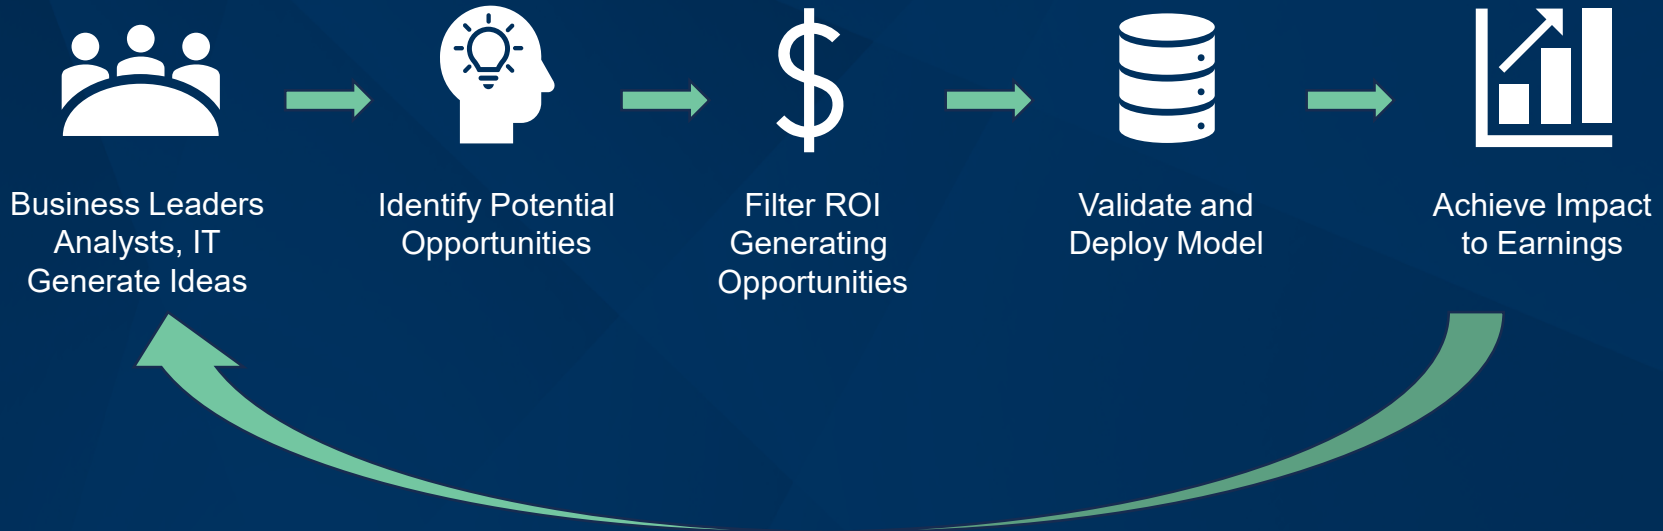 Business Leaders
Analysts, IT
Generate Ideas
Identify Potential
Opportunities
Filter ROI
Generating
Opportunities
Validate and
Deploy Model
Achieve Impact
to Earnings